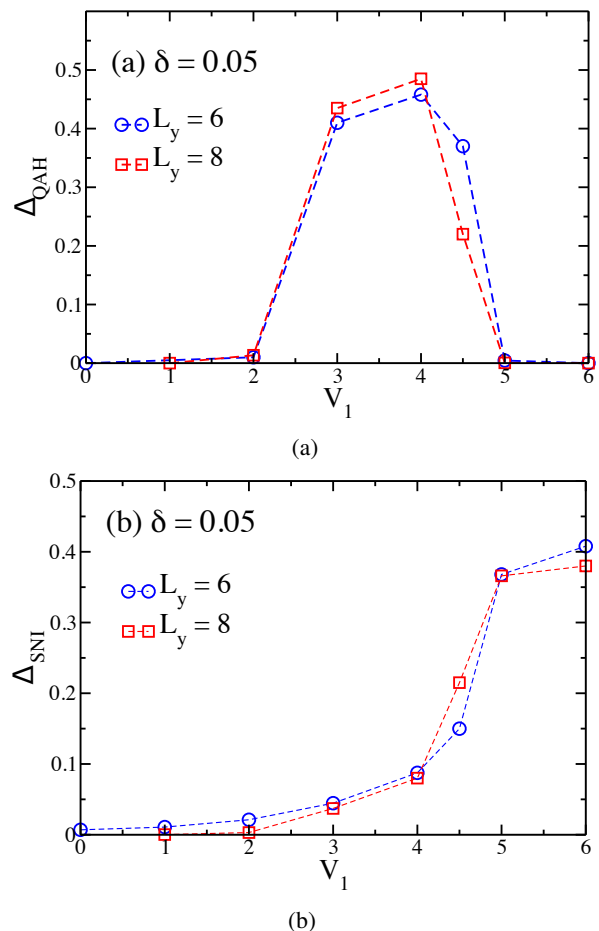 (a) δ = 0.05
L_y = 6
L_y = 8
Δ_QAH
0.5
0.4
0.3
0.2
0.1
0
0 1 2 3 4 5 6
V_1
(a)
(b) δ = 0.05
L_y = 6
L_y = 8
Δ_SNI
0.5
0.4
0.3
0.2
0.1
0
0 1 2 3 4 5 6
V_1
(b)